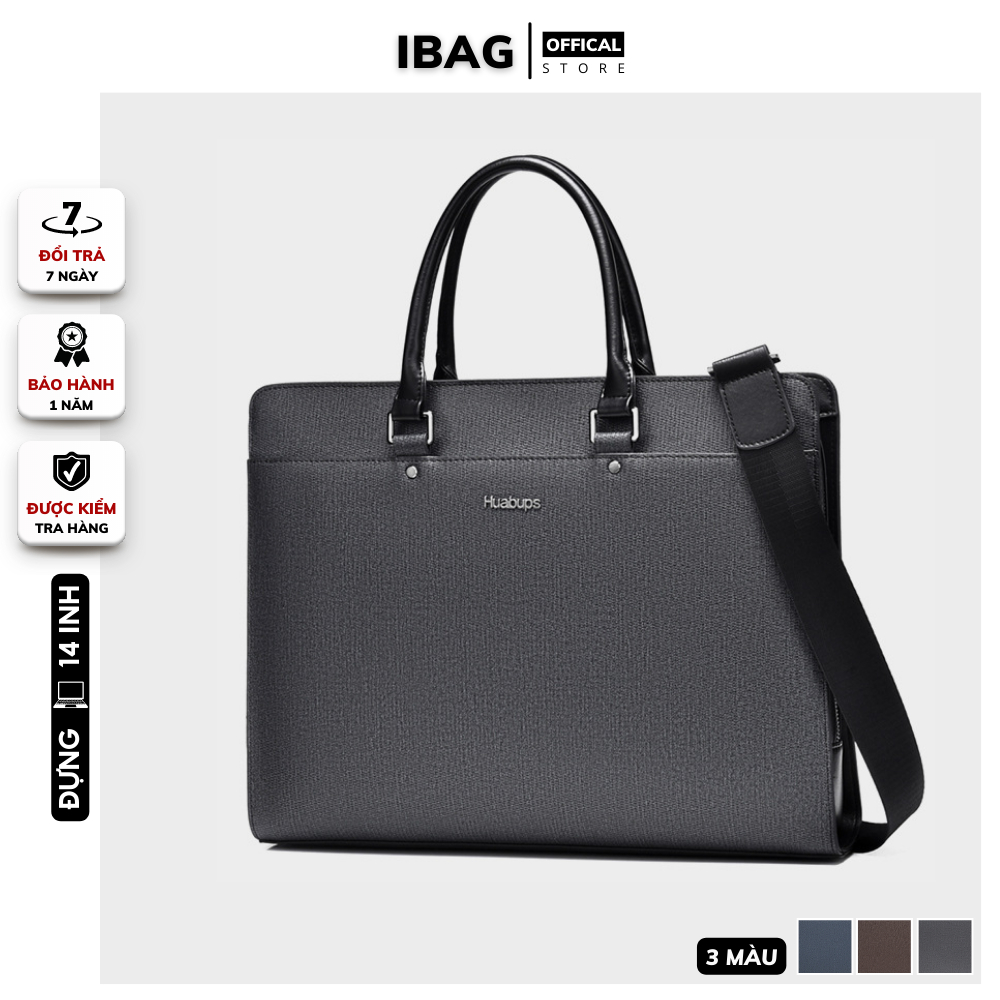 IBAG
OFFICAL
STORE
7
ĐỔI TRẢ
7 NGÀY
BẢO HÀNH
1 NĂM
ĐƯỢC KIỂM
TRA HÀNG
ĐỰNG 14 INH
Huabups
3 MÀU